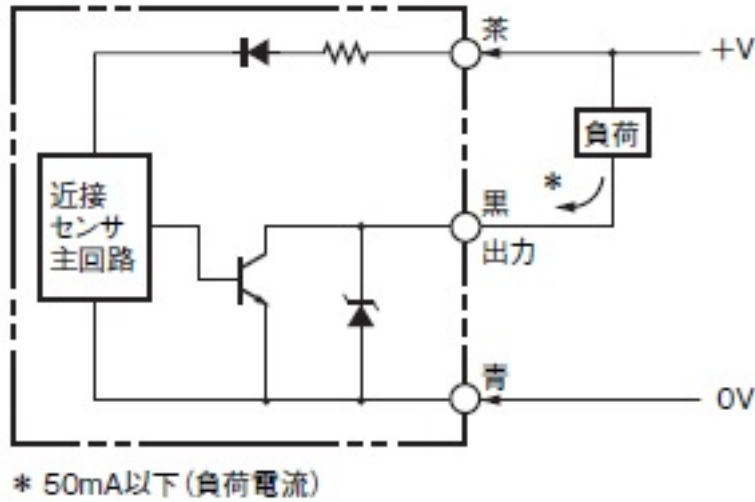 茶
+V
負荷
近接
センサ
主回路
*
黒
出力
青
0V
* 50mA以下(負荷電流)